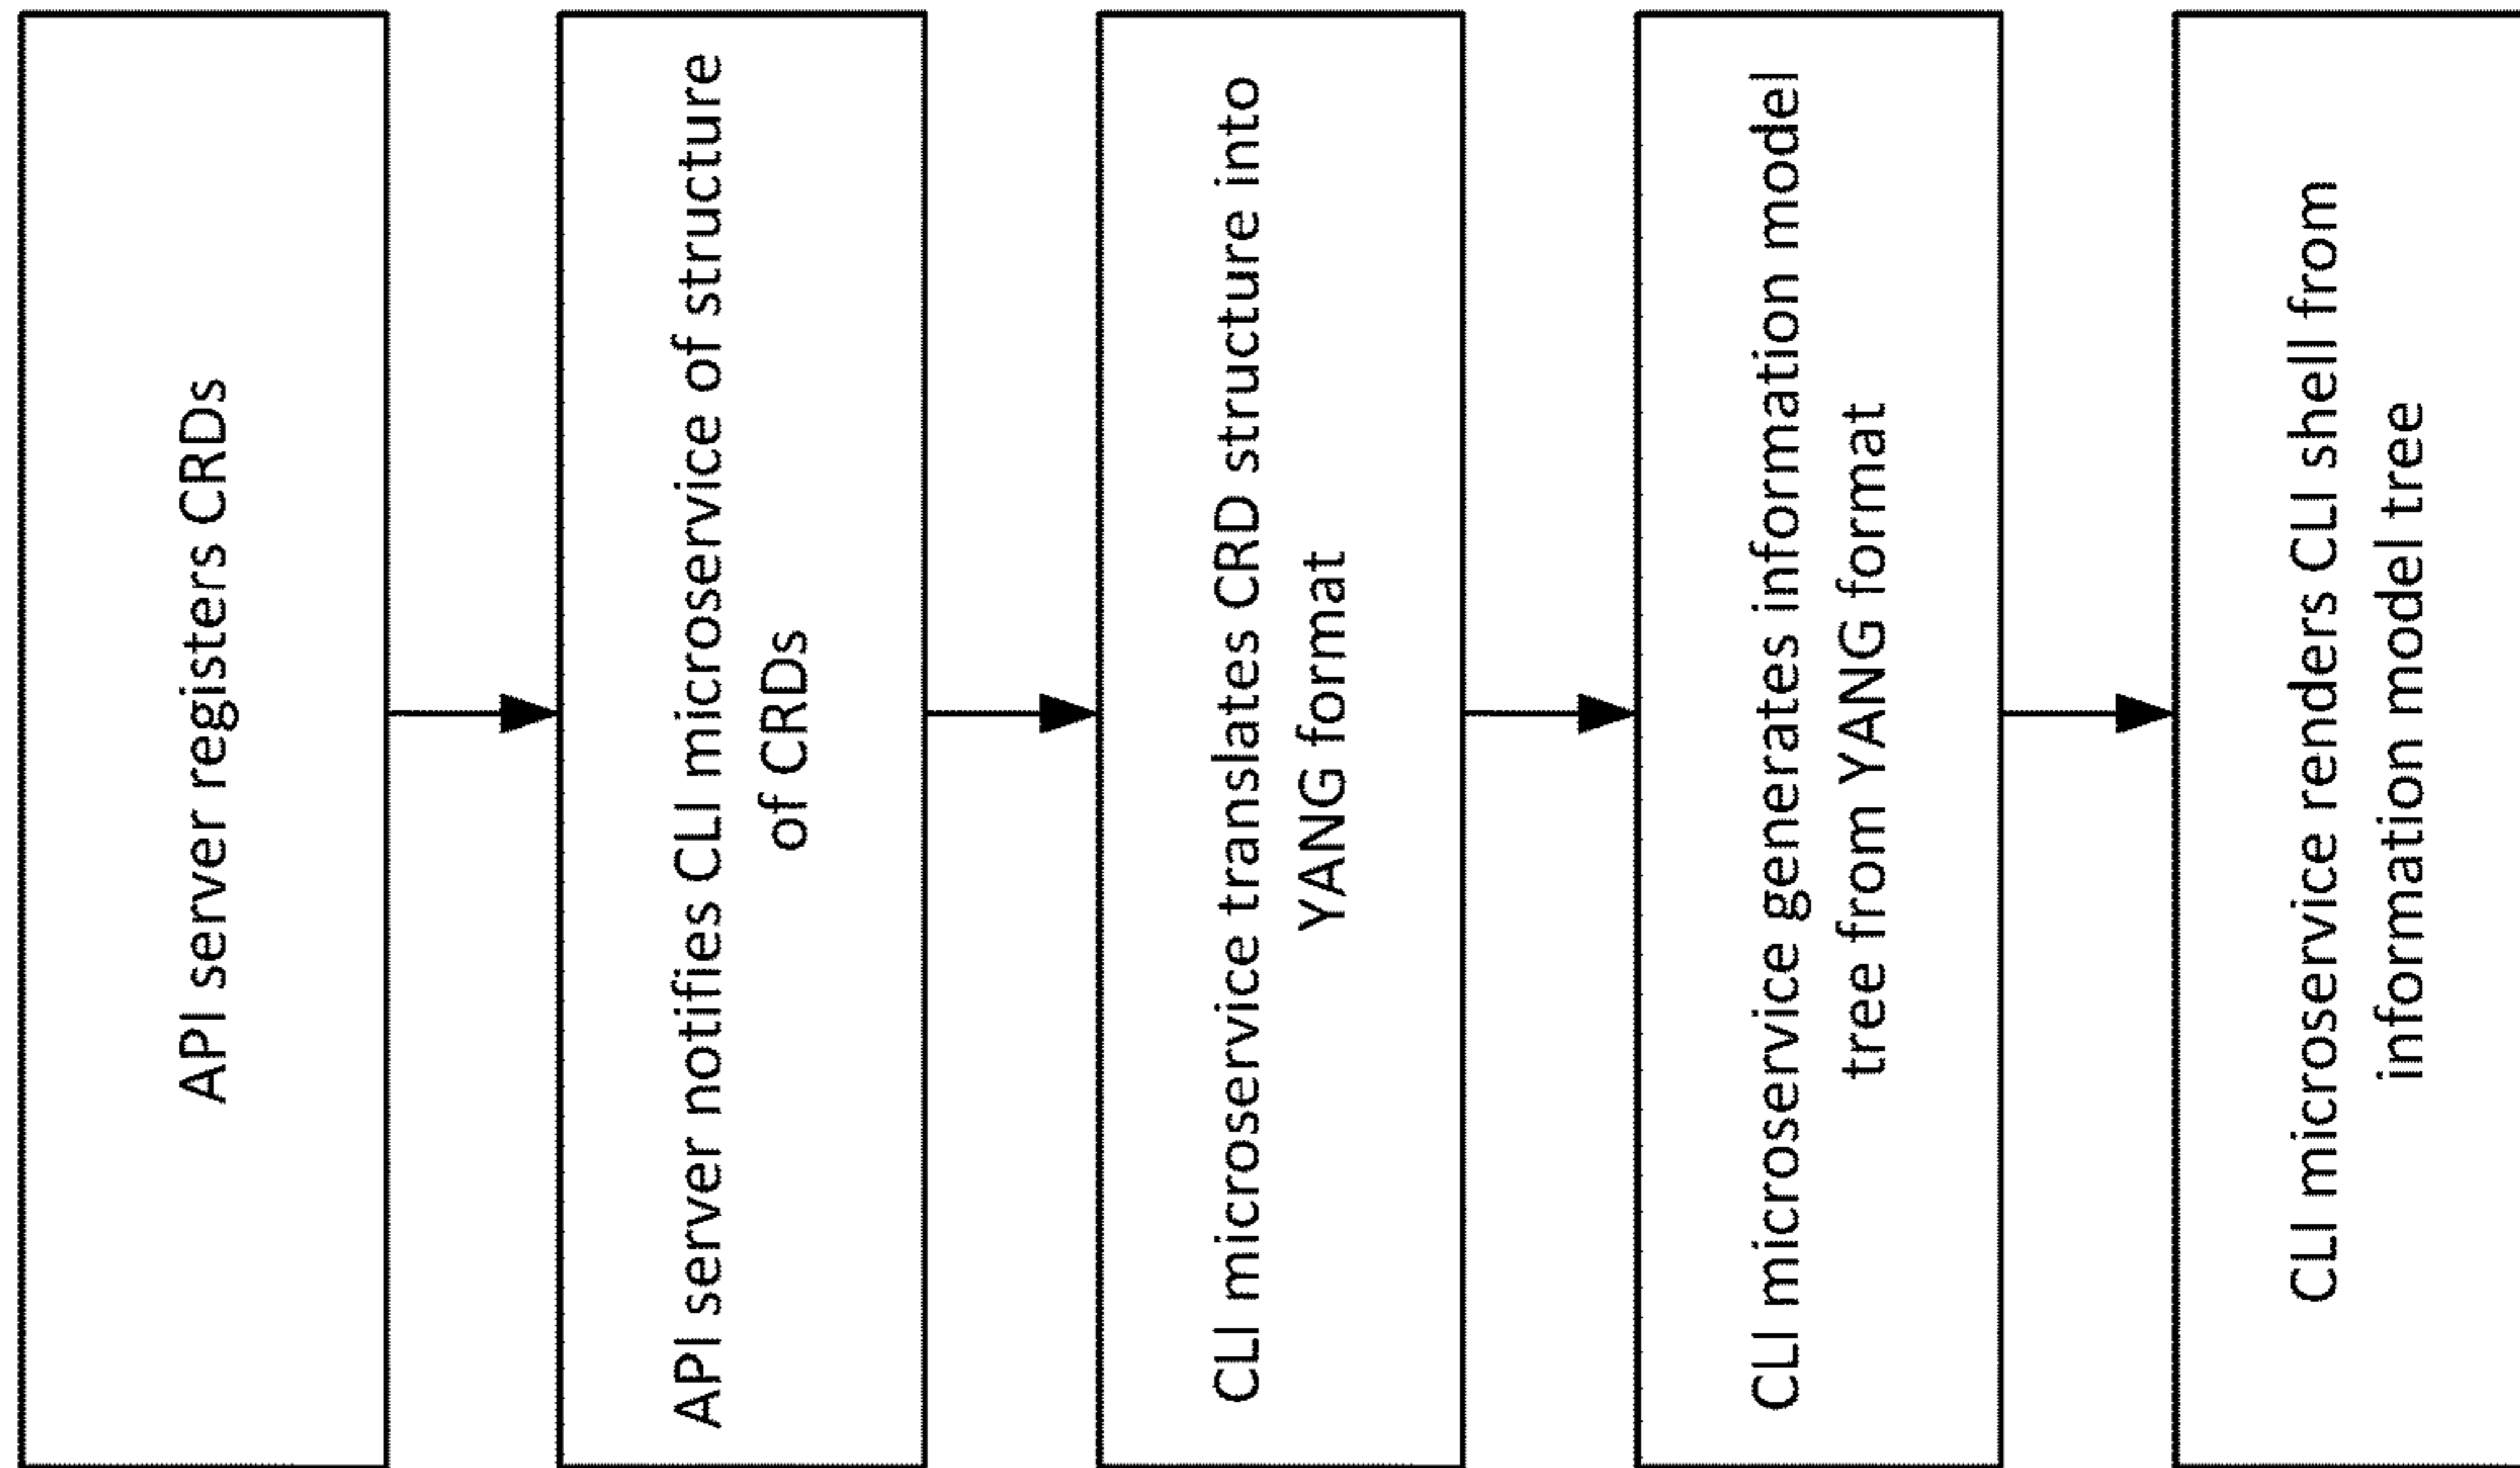 API server registers CRDs
API server notifies CLI microservice of structure
of CRDs
CLI microservice translates CRD structure into
YANG format
CLI microservice generates information model
tree from YANG format
CLI microservice renders CLI shell from
information model tree